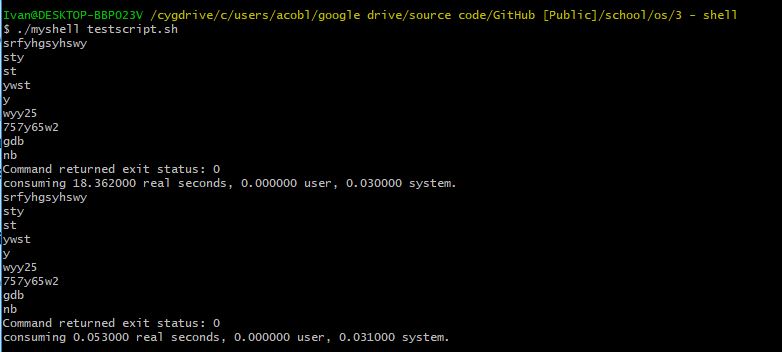 Ivan@DESKTOP-BBPO23V /cygdrive/c/users/acobl/google drive/source code/GitHub [Public]/school/os/3 - shell
$ ./myshell testscript.sh
srfyhgsyhswy
sty
st
ywst
y
wyy25
757y65w2
gdb
nb
Command returned exit status: 0
consuming 18.362000 real seconds, 0.000000 user, 0.030000 system.
srfyhgsyhswy
sty
st
ywst
y
wyy25
757y65w2
gdb
nb
Command returned exit status: 0
consuming 0.053000 real seconds, 0.000000 user, 0.031000 system.